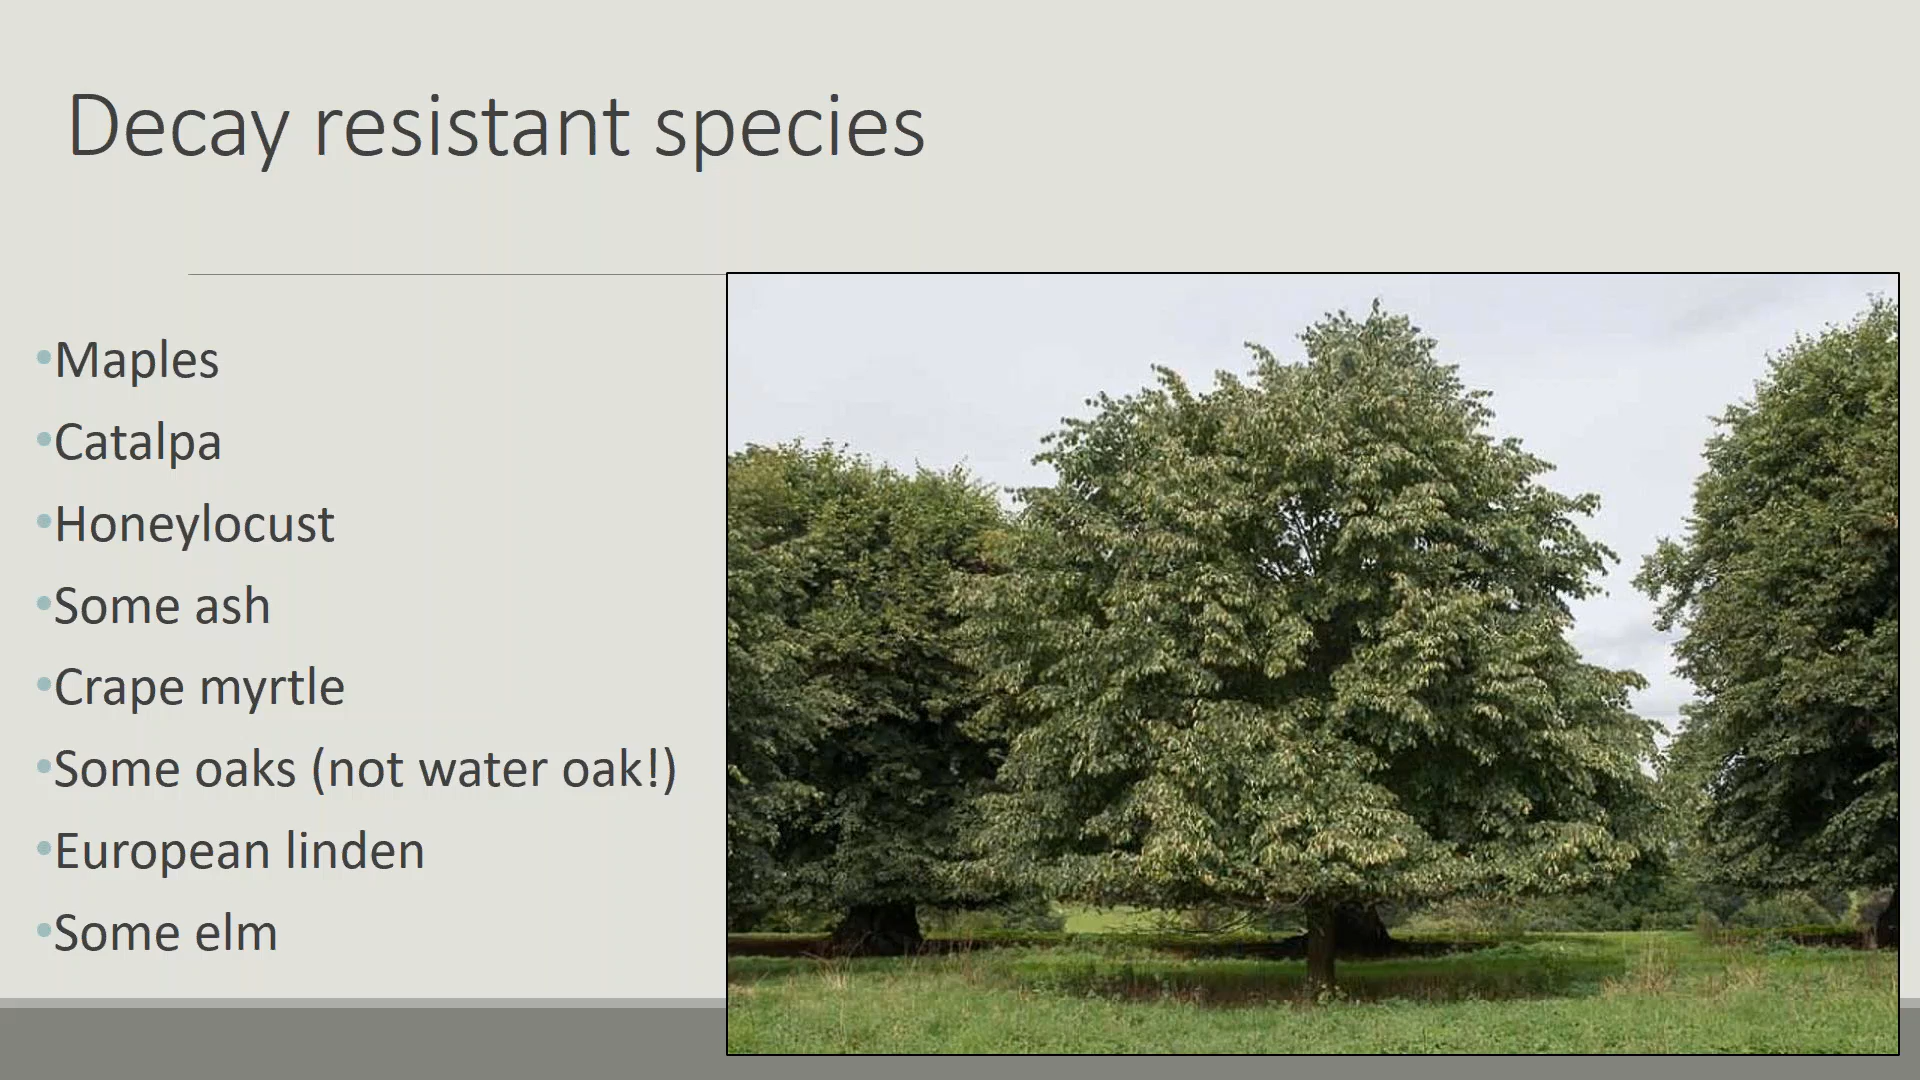 Decay resistant species
•Maples
•Catalpa
•Honeylocust
•Some ash
•Crape myrtle
•Some oaks (not water oak!)
•European linden
•Some elm